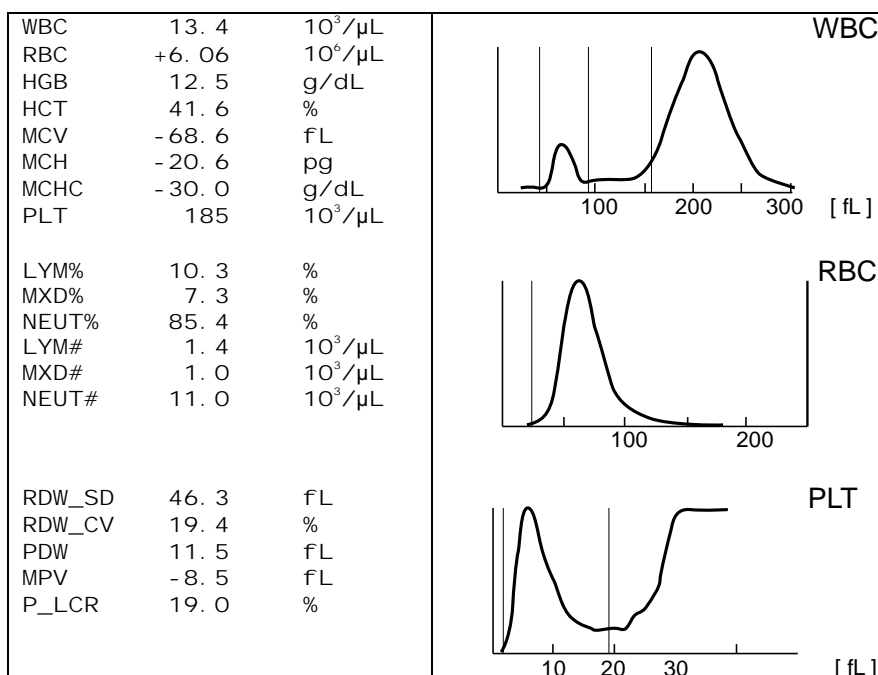 WBC 13.4 10³/µL
RBC +6.06 10⁶/µL
HGB 12.5 g/dL
HCT 41.6 %
MCV -68.6 fL
MCH -20.6 pg
MCHC -30.0 g/dL
PLT 185 10³/µL
LYM% 10.3 %
MXD% 7.3 %
NEUT% 85.4 %
LYM# 1.4 10³/µL
MXD# 1.0 10³/µL
NEUT# 11.0 10³/µL
RDW_SD 46.3 fL
RDW_CV 19.4 %
PDW 11.5 fL
MPV -8.5 fL
P_LCR 19.0 %
WBC
100 200 300 [fL]
RBC
100 200
PLT
10 20 30 [fL]